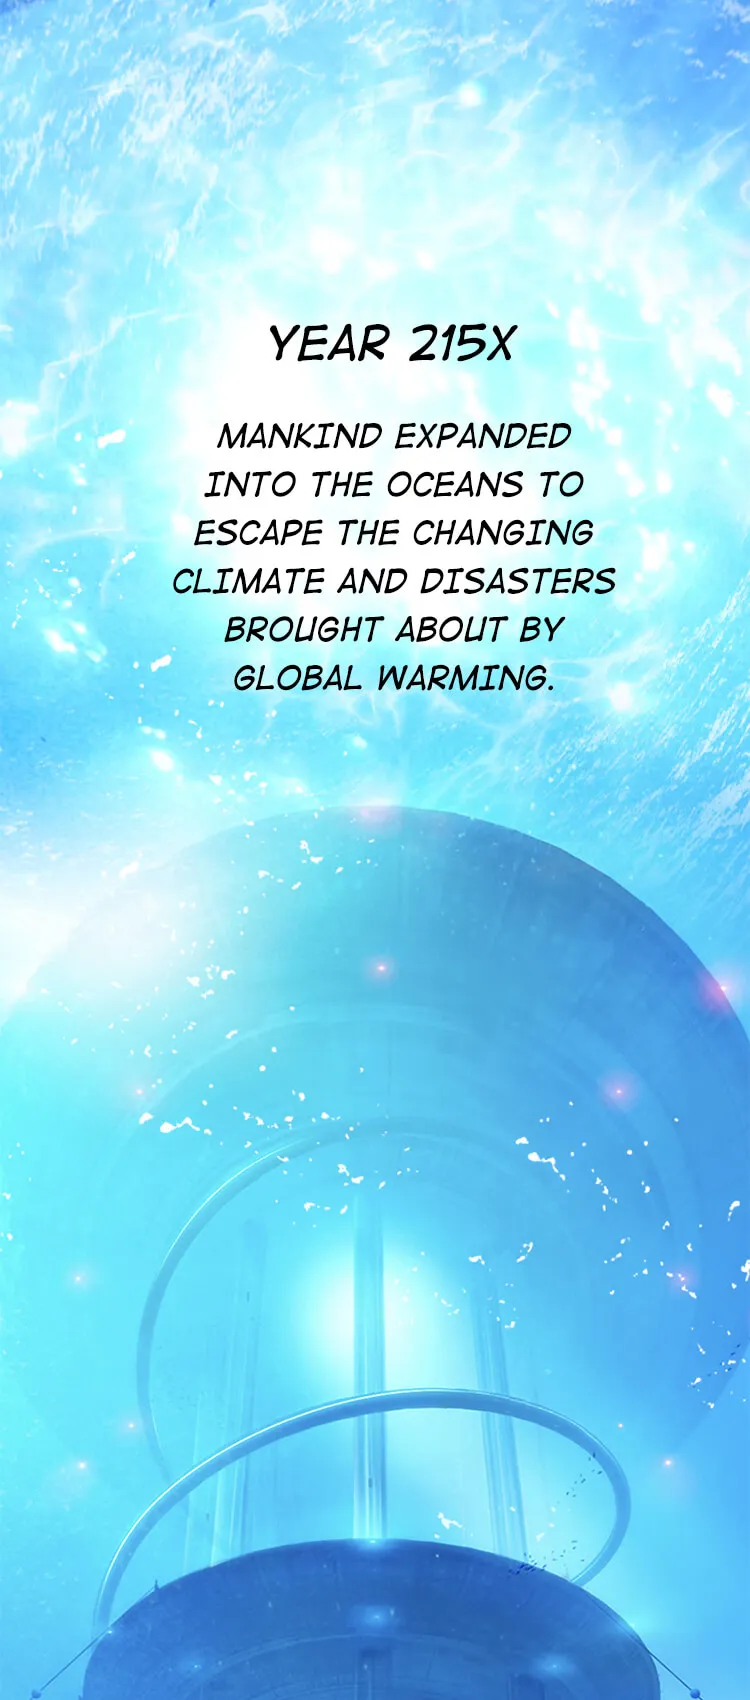 YEAR 215X
MANKIND EXPANDED
INTO THE OCEANS TO
ESCAPE THE CHANGING
CLIMATE AND DISASTERS
BROUGHT ABOUT BY
GLOBAL WARMING.